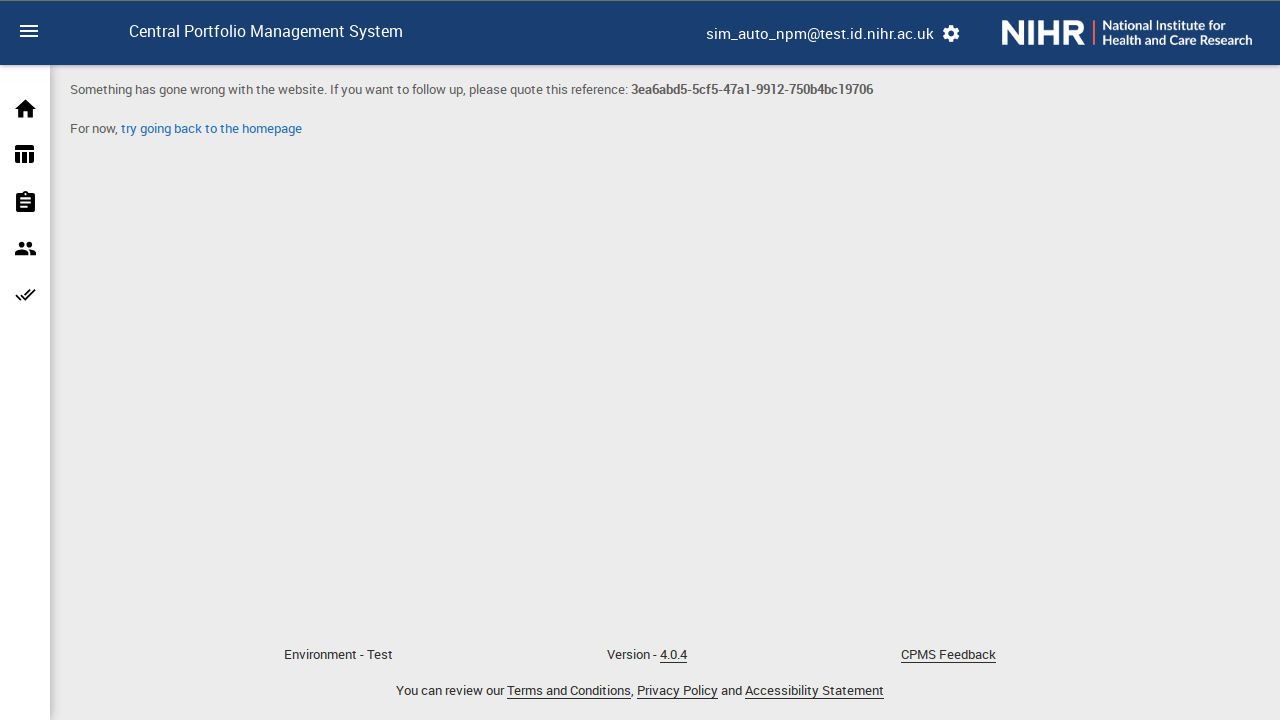 Central Portfolio Management System
sim_auto_npm@test.id.nihr.ac.uk
NIHR | National Institute for
Health and Care Research
Something has gone wrong with the website. If you want to follow up, please quote this reference: 3ea6abd5-5cf5-47a1-9912-750b4bc19706
For now, try going back to the homepage
Environment - Test
Version - 4.0.4
CPMS Feedback
You can review our Terms and Conditions, Privacy Policy and Accessibility Statement